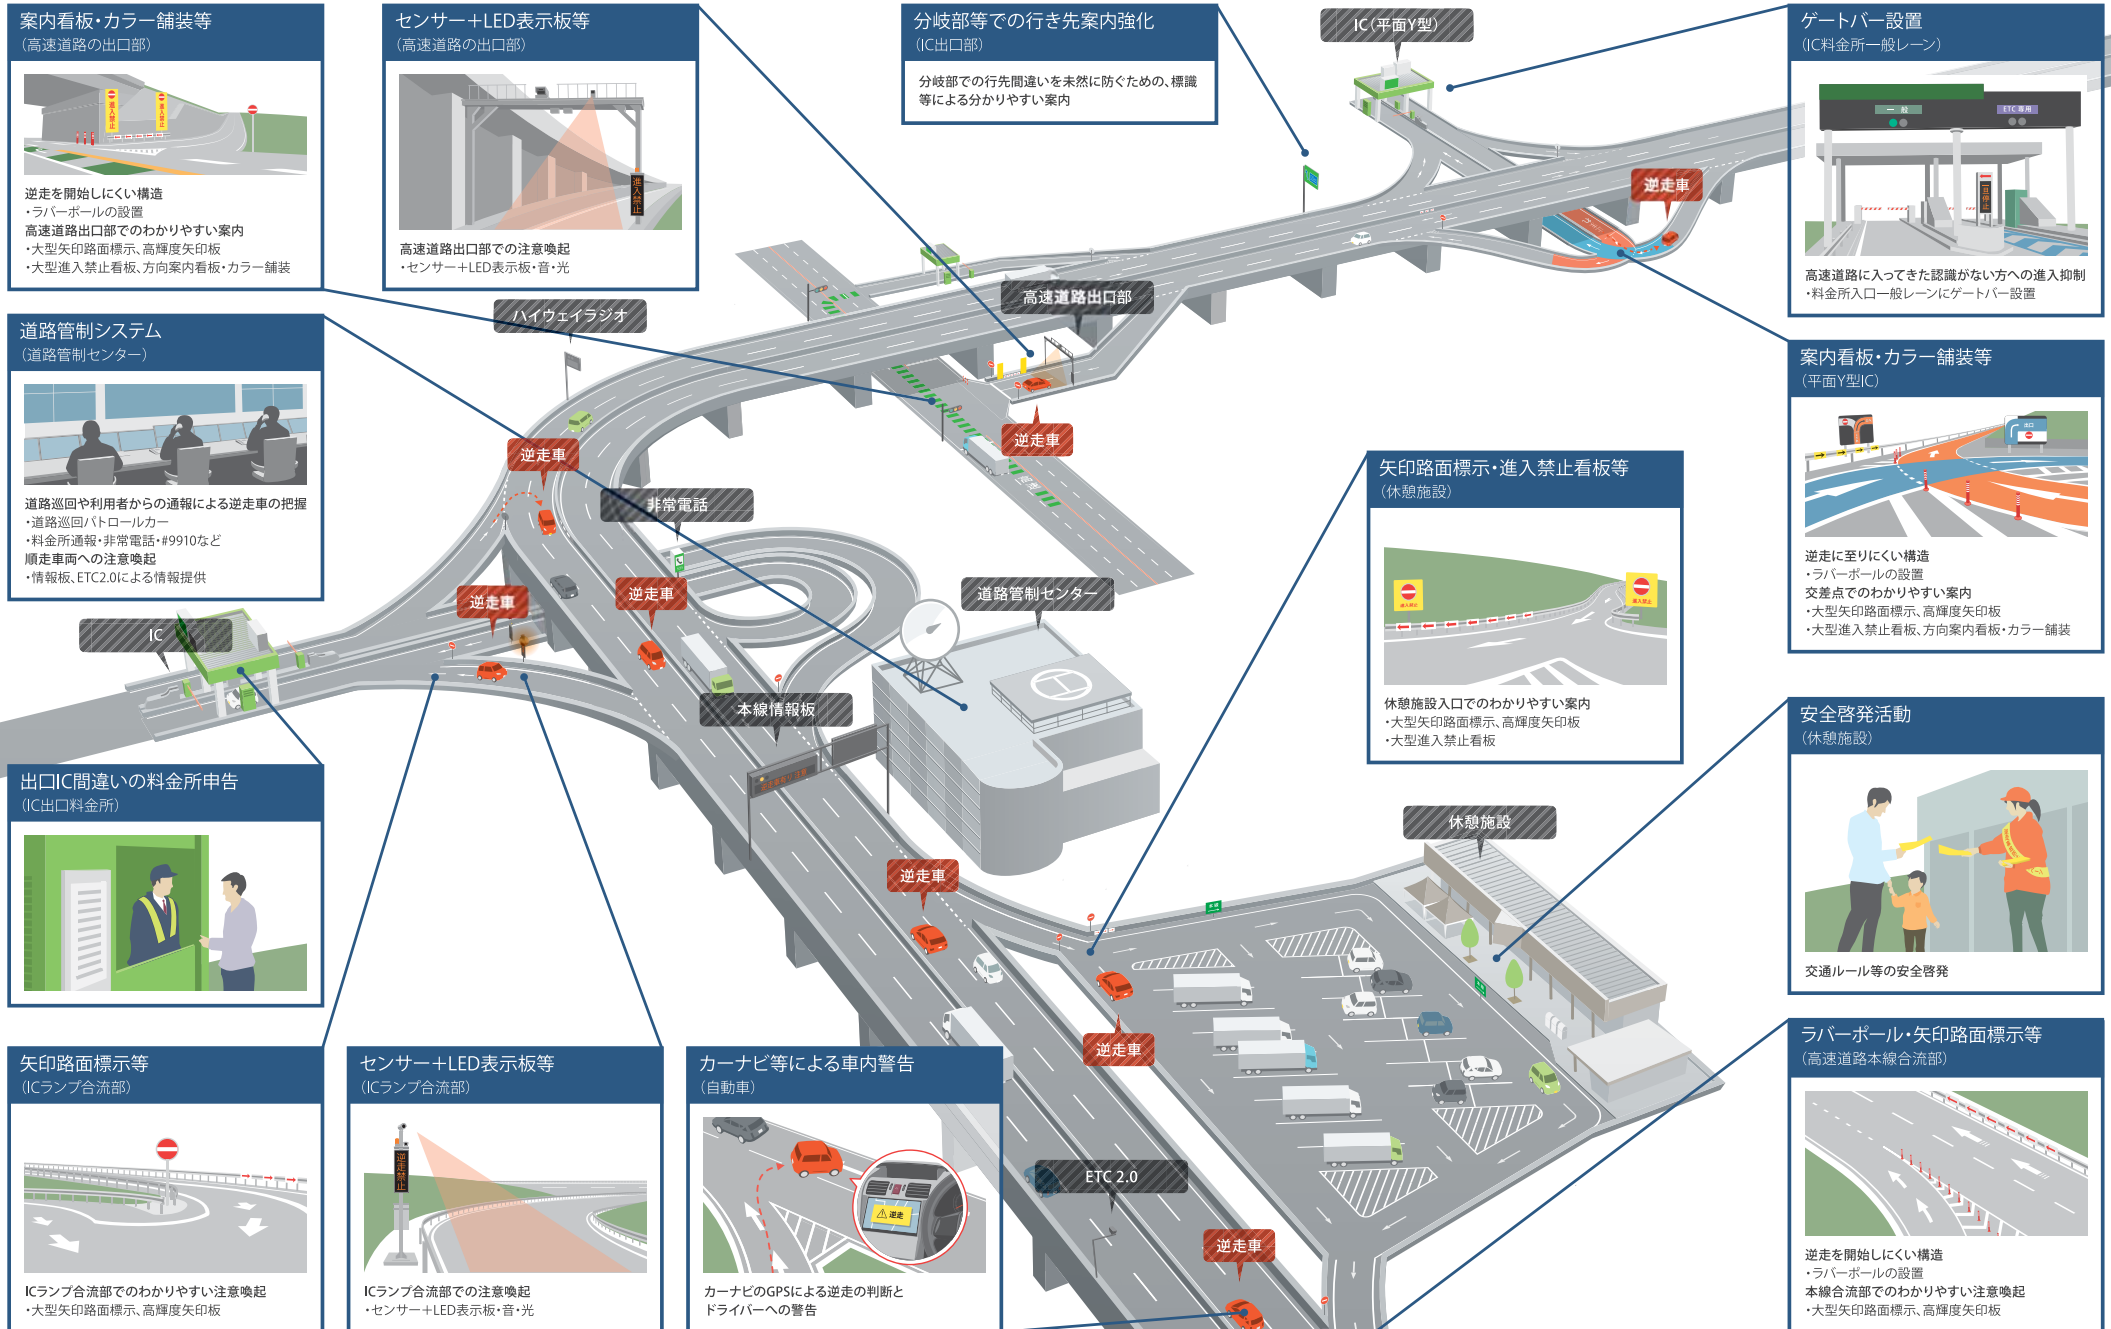 案内看板・カラー舗装等
（高速道路の出口部）
進入禁止
進入禁止
逆走を開始しにくい構造
・ラバーポールの設置
高速道路出口部でのわかりやすい案内
・大型矢印路面標示、高輝度矢印板
・大型進入禁止看板、方向案内看板・カラー舗装
センサー＋LED表示板等
（高速道路の出口部）
進入禁止
高速道路出口部での注意喚起
・センサー＋LED表示板・音・光
分岐部等での行き先案内強化
（IC出口部）
分岐部での行先間違いを未然に防ぐための、標識
等による分かりやすい案内
IC（平面Y型）
ゲートバー設置
（IC料金所一般レーン）
一般
ETC専用
一旦停止
高速道路に入ってきた認識がない方への進入抑制
・料金所入口一般レーンにゲートバー設置
逆走車
高速道路出口部
逆走車
ハイウェイラジオ
道路管制システム
（道路管制センター）
道路巡回や利用者からの通報による逆走車の把握
・道路巡回パトロールカー
・料金所通報・非常電話・#9910など
順走車両への注意喚起
・情報板、ETC2.0による情報提供
案内看板・カラー舗装等
（平面Y型IC）
出口
逆走に至りにくい構造
・ラバーポールの設置
交差点でのわかりやすい案内
・大型矢印路面標示、高輝度矢印板
・大型進入禁止看板、方向案内看板・カラー舗装
逆走車
非常電話
逆走車
逆走車
道路管制センター
IC
本線情報板
矢印路面標示・進入禁止看板等
（休憩施設）
進入禁止
進入禁止
休憩施設入口でのわかりやすい案内
・大型矢印路面標示、高輝度矢印板
・大型進入禁止看板
安全啓発活動
（休憩施設）
交通ルール等の安全啓発
出口IC間違いの料金所申告
（IC出口料金所）
休憩施設
逆走車
逆走車
矢印路面標示等
（ICランプ合流部）
ICランプ合流部でのわかりやすい注意喚起
・大型矢印路面標示、高輝度矢印板
センサー＋LED表示板等
（ICランプ合流部）
逆走禁止
ICランプ合流部での注意喚起
・センサー＋LED表示板・音・光
カーナビ等による車内警告
（自動車）
逆走
カーナビのGPSによる逆走の判断と
ドライバーへの警告
ETC 2.0
逆走車
ラバーポール・矢印路面標示等
（高速道路本線合流部）
逆走を開始しにくい構造
・ラバーポールの設置
本線合流部でのわかりやすい注意喚起
・大型矢印路面標示、高輝度矢印板